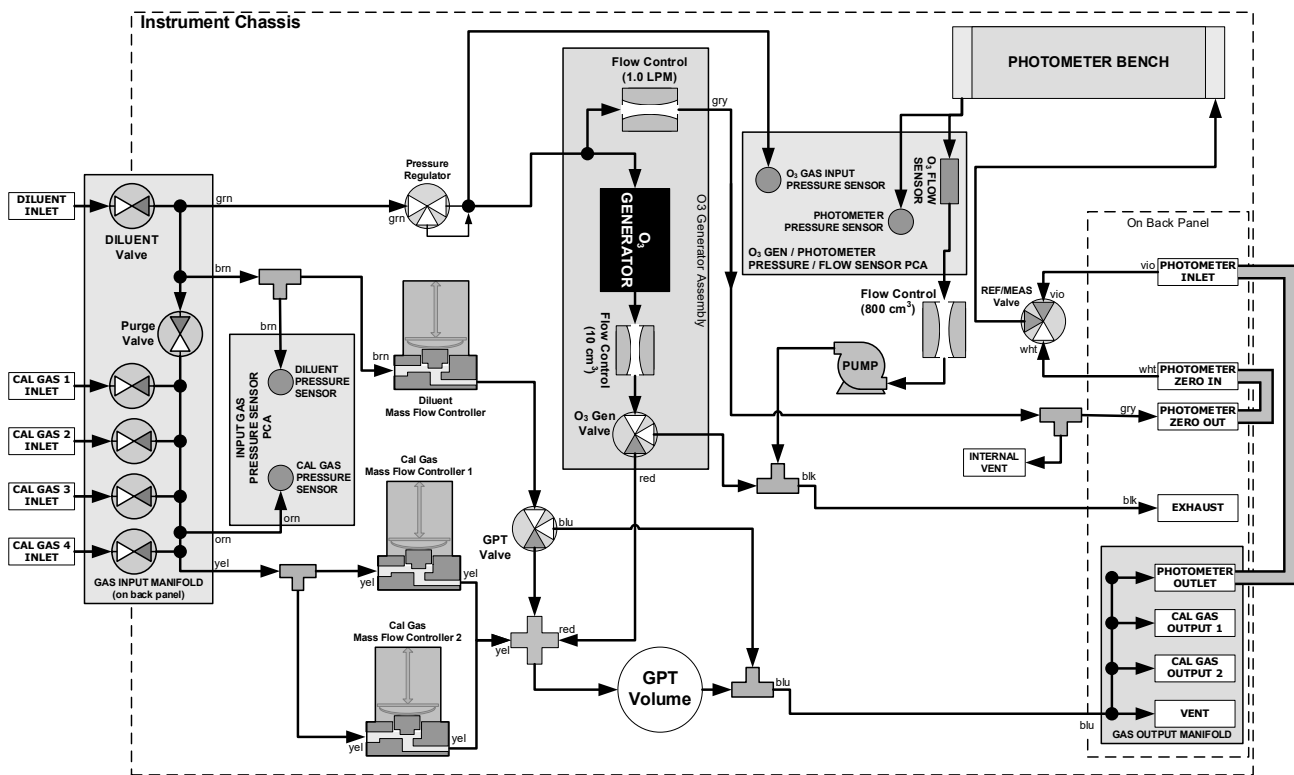 Instrument Chassis
Flow Control
(1.0 LPM)
gry
PHOTOMETER BENCH
Pressure
Regulator
O₃ GAS INPUT
PRESSURE SENSOR
O₃ FLOW
SENSOR
PHOTOMETER
PRESSURE SENSOR
O₃ GEN / PHOTOMETER
PRESSURE / FLOW SENSOR PCA
DILUENT
INLET
grn
grn
DILUENT
Valve
O₃
GENERATOR
O3 Generator Assembly
On Back Panel
vio
PHOTOMETER
INLET
REF/MEAS
Valve
vio
brn
brn
Purge
Valve
Flow Control
(800 cm³)
wht
wht
PHOTOMETER
ZERO IN
Flow Control
(10 cm³)
PUMP
brn
CAL GAS 1
INLET
DILUENT
PRESSURE
SENSOR
Diluent
Mass Flow Controller
gry
PHOTOMETER
ZERO OUT
INPUT GAS
PRESSURE SENSOR
PCA
O₃ Gen
Valve
CAL GAS 2
INLET
CAL GAS
PRESSURE
SENSOR
Cal Gas
Mass Flow Controller 1
INTERNAL
VENT
red
blk
blk
EXHAUST
CAL GAS 3
INLET
orn
orn
blu
GPT
Valve
CAL GAS 4
INLET
yel
yel
yel
GAS INPUT MANIFOLD
(on back panel)
PHOTOMETER
OUTLET
Cal Gas
Mass Flow Controller 2
red
yel
CAL GAS
OUTPUT 1
GPT
Volume
CAL GAS
OUTPUT 2
blu
VENT
blu
yel
yel
GAS OUTPUT MANIFOLD